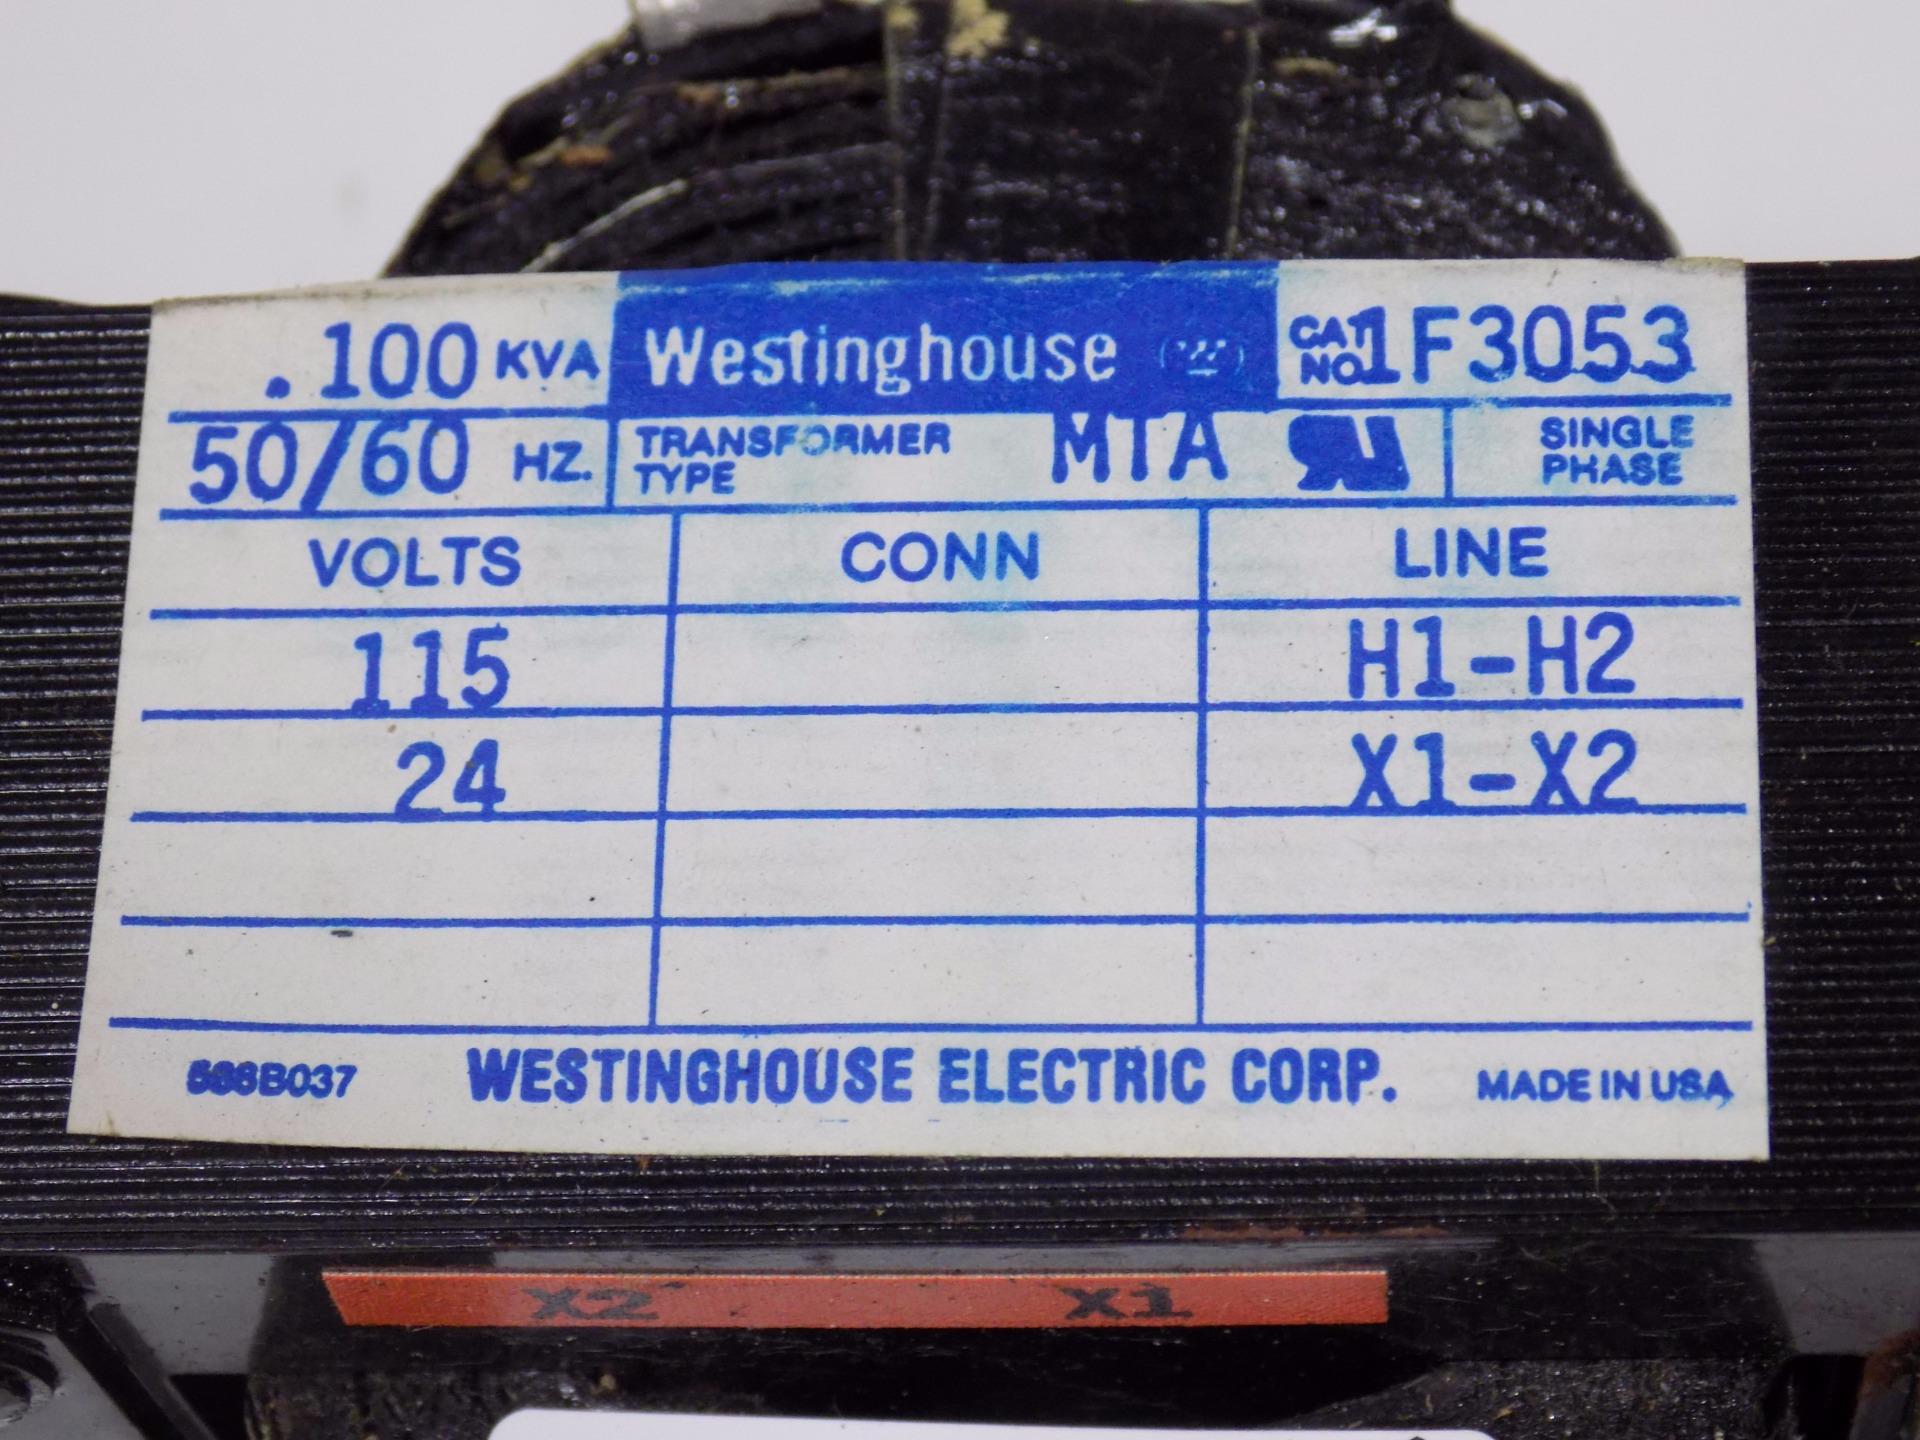 .100 KVA Westinghouse CAT NO. 1F3053
50/60 HZ. TRANSFORMER TYPE MTA SINGLE PHASE
VOLTS CONN LINE
115 H1-H2
24 X1-X2
WESTINGHOUSE ELECTRIC CORP. MADE IN USA
X2 X1